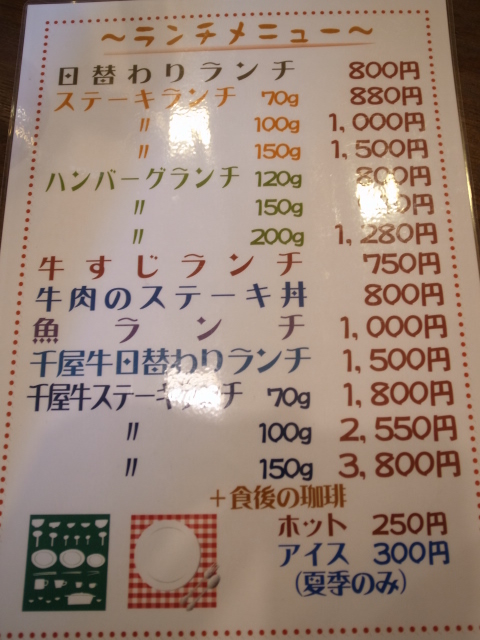 ～ランチメニュー～
日替わりランチ 800円
ステーキランチ 70g 880円
〃 100g 1,000円
〃 150g 1,500円
ハンバーグランチ 120g 800円
〃 150g 円
〃 200g 1,280円
牛すじランチ 750円
牛肉のステーキ丼 800円
魚ランチ 1,000円
千屋牛日替わりランチ 1,500円
千屋牛ステーキランチ 70g 1,800円
〃 100g 2,550円
〃 150g 3,800円
＋食後の珈琲
ホット 250円
アイス 300円
(夏季のみ)